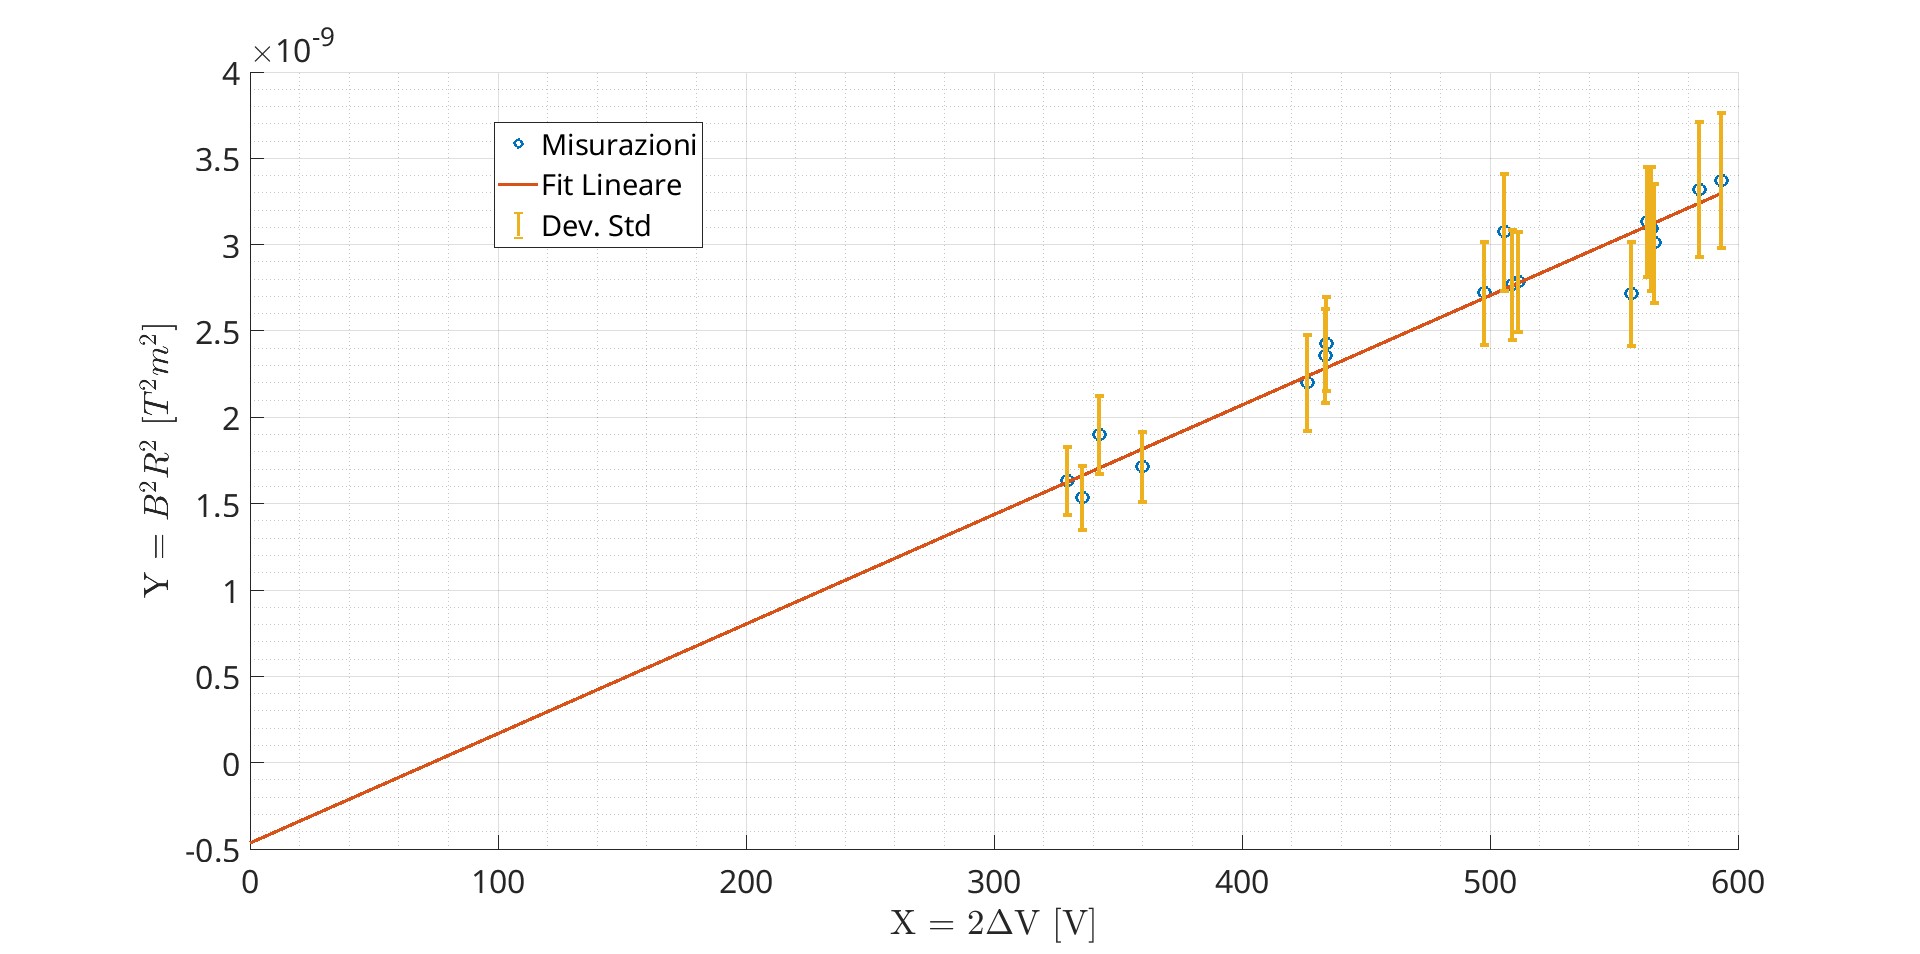 ×10-9
4
3.5
3
2.5
2
1.5
1
0.5
0
-0.5
Y = B²R² [T²m²]
Misurazioni
Fit Lineare
Dev. Std
0 100 200 300 400 500 600
X = 2ΔV [V]